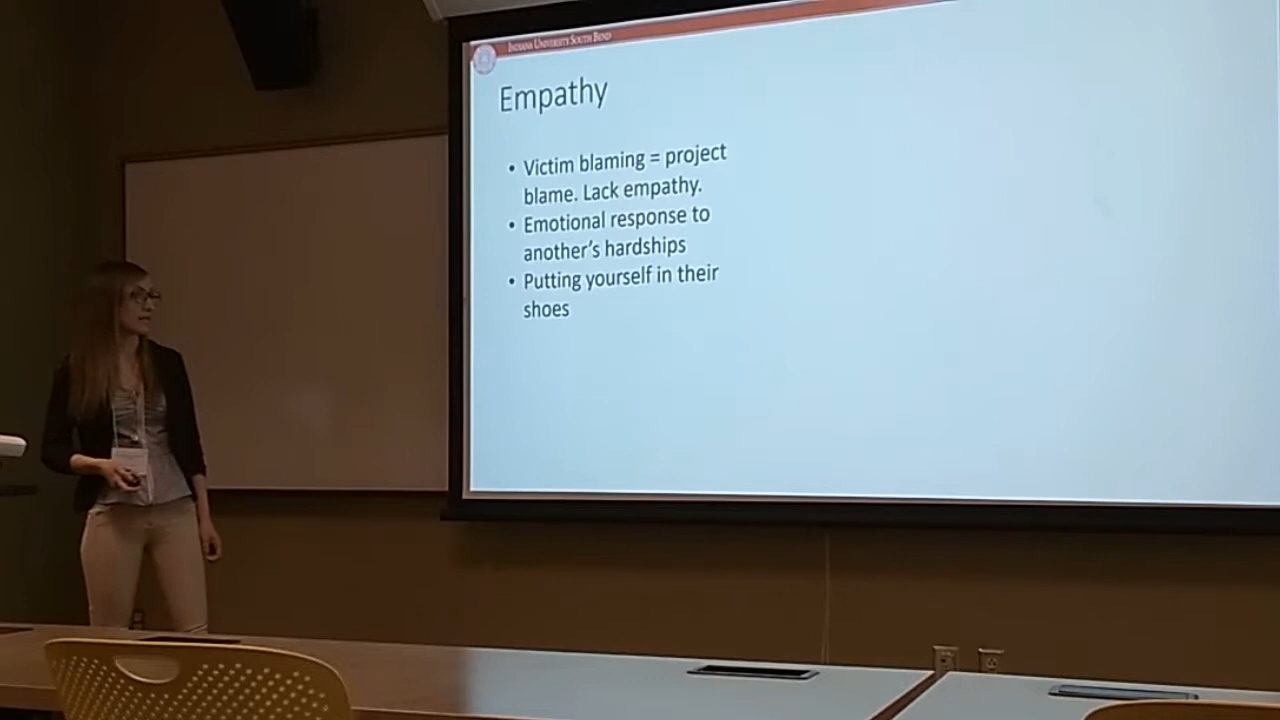 INDIANA UNIVERSITY SOUTH BEND
Empathy
• Victim blaming = project
blame. Lack empathy.
• Emotional response to
another's hardships
• Putting yourself in their
shoes